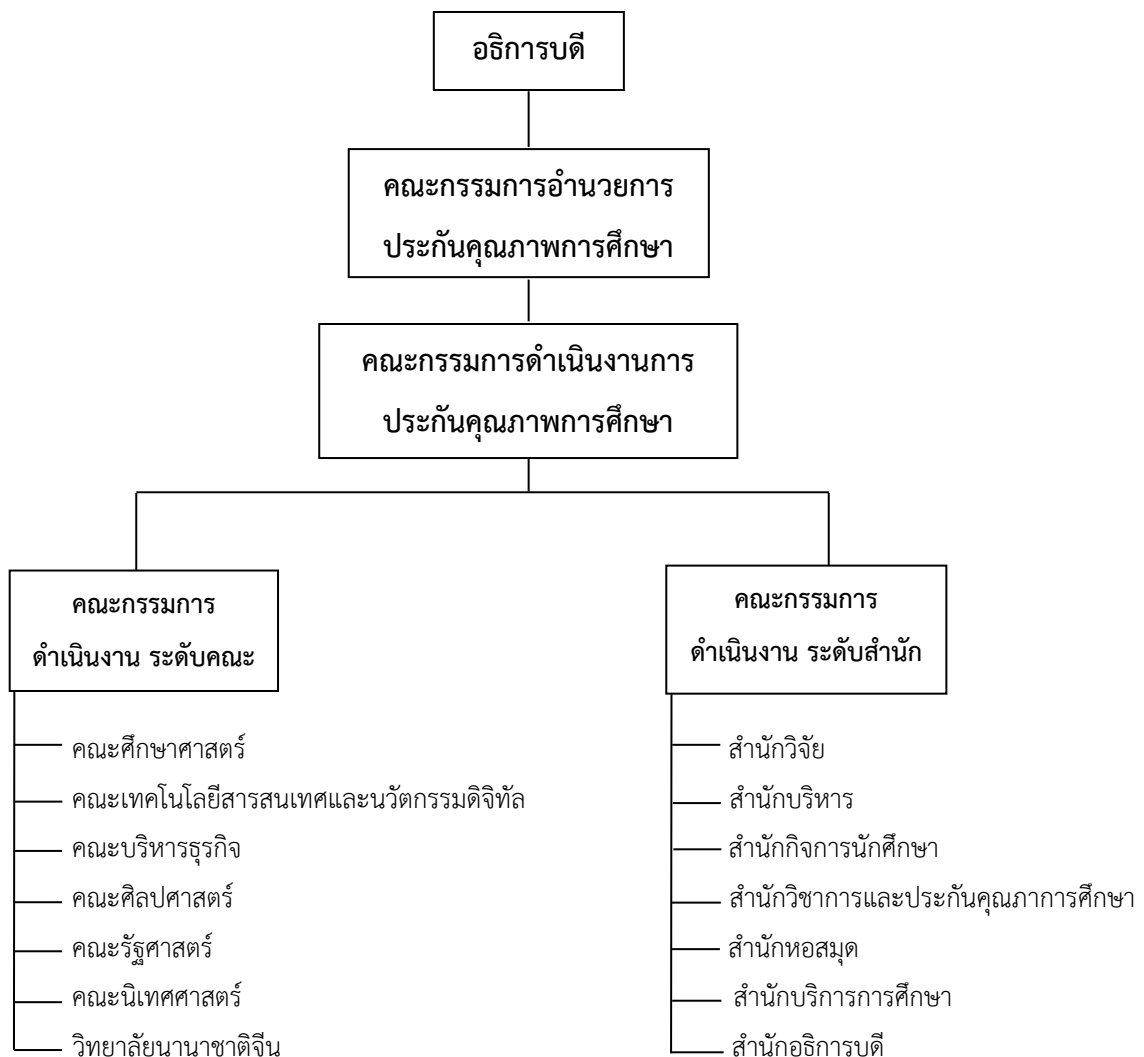 อธิการบดี
คณะกรรมการอำนวยการ
ประกันคุณภาพการศึกษา
คณะกรรมการดำเนินงานการ
ประกันคุณภาพการศึกษา
คณะกรรมการ
ดำเนินงาน ระดับคณะ
คณะศึกษาศาสตร์
คณะเทคโนโลยีสารสนเทศและนวัตกรรมดิจิทัล
คณะบริหารธุรกิจ
คณะศิลปศาสตร์
คณะรัฐศาสตร์
คณะนิเทศศาสตร์
วิทยาลัยนานาชาติจีน
คณะกรรมการ
ดำเนินงาน ระดับสำนัก
สำนักวิจัย
สำนักบริหาร
สำนักกิจการนักศึกษา
สำนักวิชาการและประกันคุณภาการศึกษา
สำนักหอสมุด
สำนักบริการการศึกษา
สำนักอธิการบดี